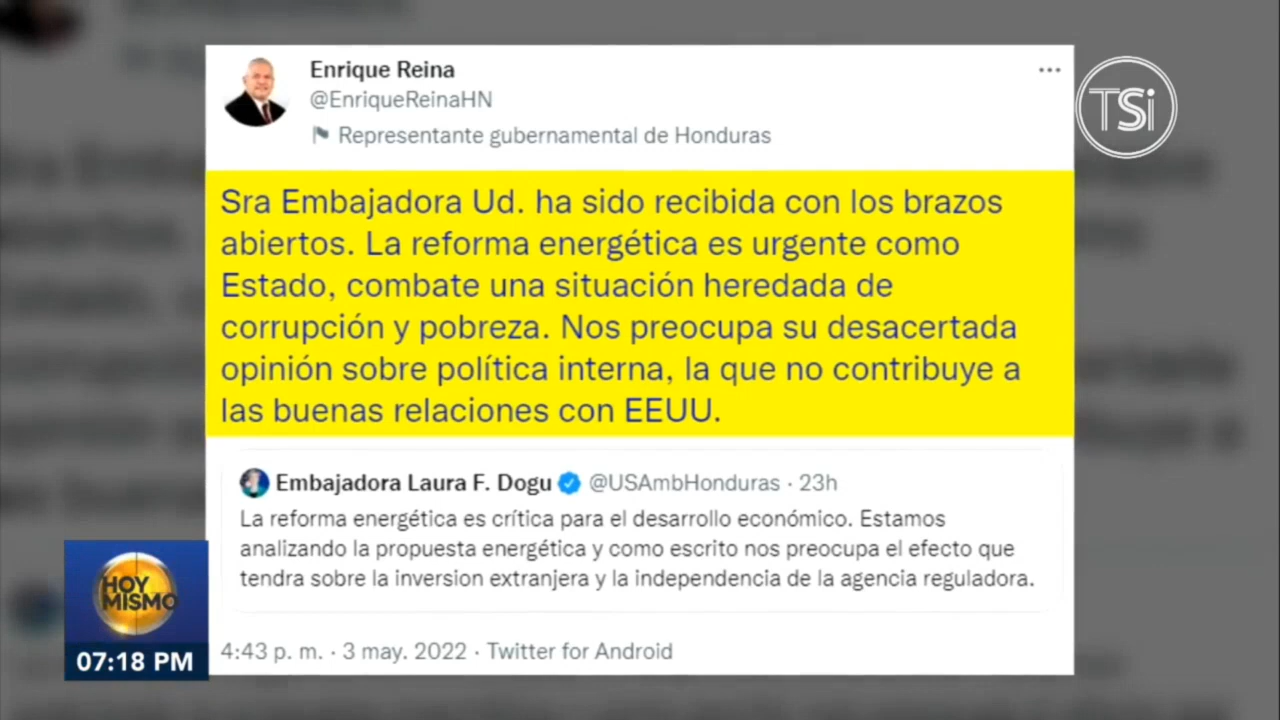 Enrique Reina
@EnriqueReinaHN
Representante gubernamental de Honduras
TSi
Sra Embajadora Ud. ha sido recibida con los brazos
abiertos. La reforma energética es urgente como
Estado, combate una situación heredada de
corrupción y pobreza. Nos preocupa su desacertada
opinión sobre política interna, la que no contribuye a
las buenas relaciones con EEUU.
Embajadora Laura F. Dogu @USAmbHonduras · 23h
La reforma energética es crítica para el desarrollo económico. Estamos
analizando la propuesta energética y como escrito nos preocupa el efecto que
tendra sobre la inversion extranjera y la independencia de la agencia reguladora.
HOY
MISMO
07:18 PM
4:43 p. m. · 3 may. 2022 · Twitter for Android